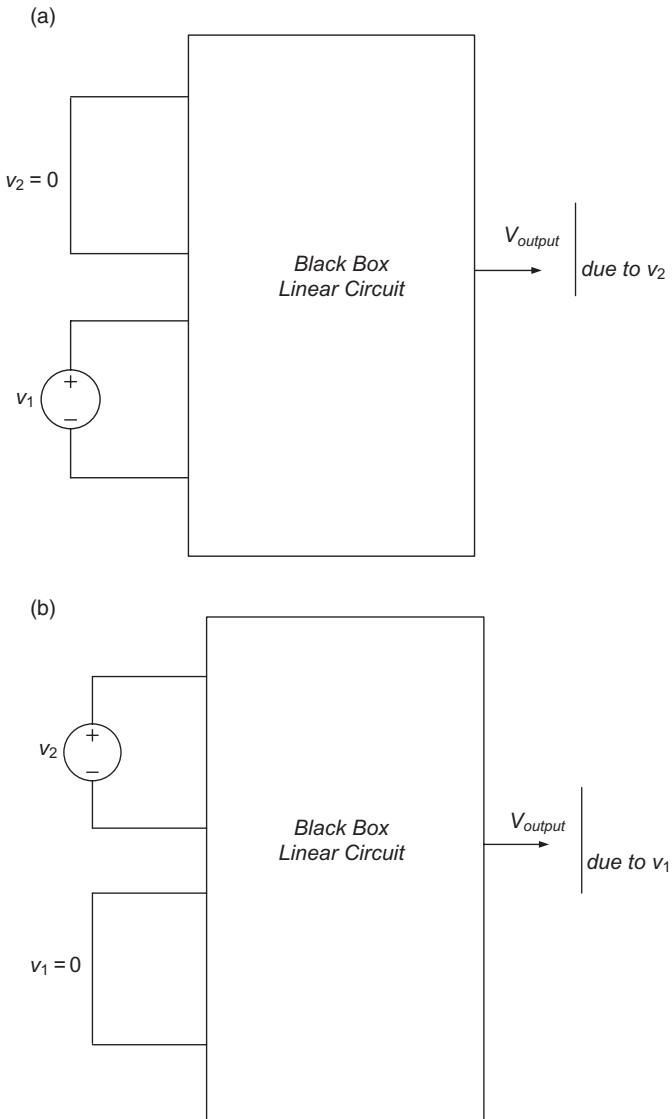 (a)
v2 = 0
Black Box
Linear Circuit
Voutput
due to v2
+
v1
−
(b)
+
v2
−
Black Box
Linear Circuit
Voutput
due to v1
v1 = 0